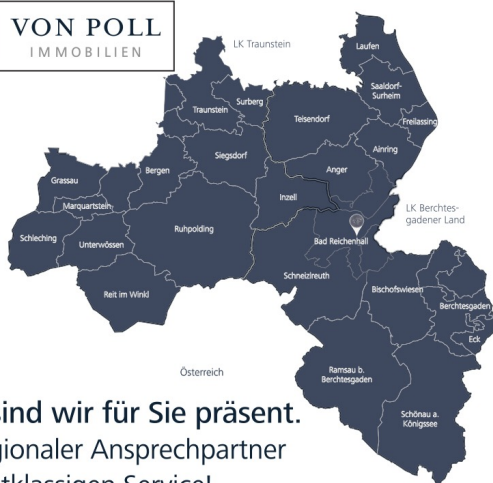 VON POLL
IMMOBILIEN
LK Traunstein
Laufen
Saaldorf-
Surheim
Traunstein
Surberg
Teisendorf
Freilassing
Ainring
Siegsdorf
Anger
Grassau
Bergen
Marquartstein
Inzell
LK Berchtes-
gadener Land
Schleching
Unterwössen
Ruhpolding
Bad Reichenhall
Schneizlreuth
Bischofswiesen
Reit im Winkl
Berchtesgaden
Eck
Österreich
Ramsau b.
Berchtesgaden
Schönau a.
Königssee
sind wir für Sie präsent.
gionaler Ansprechpartner
tklassigen Service!